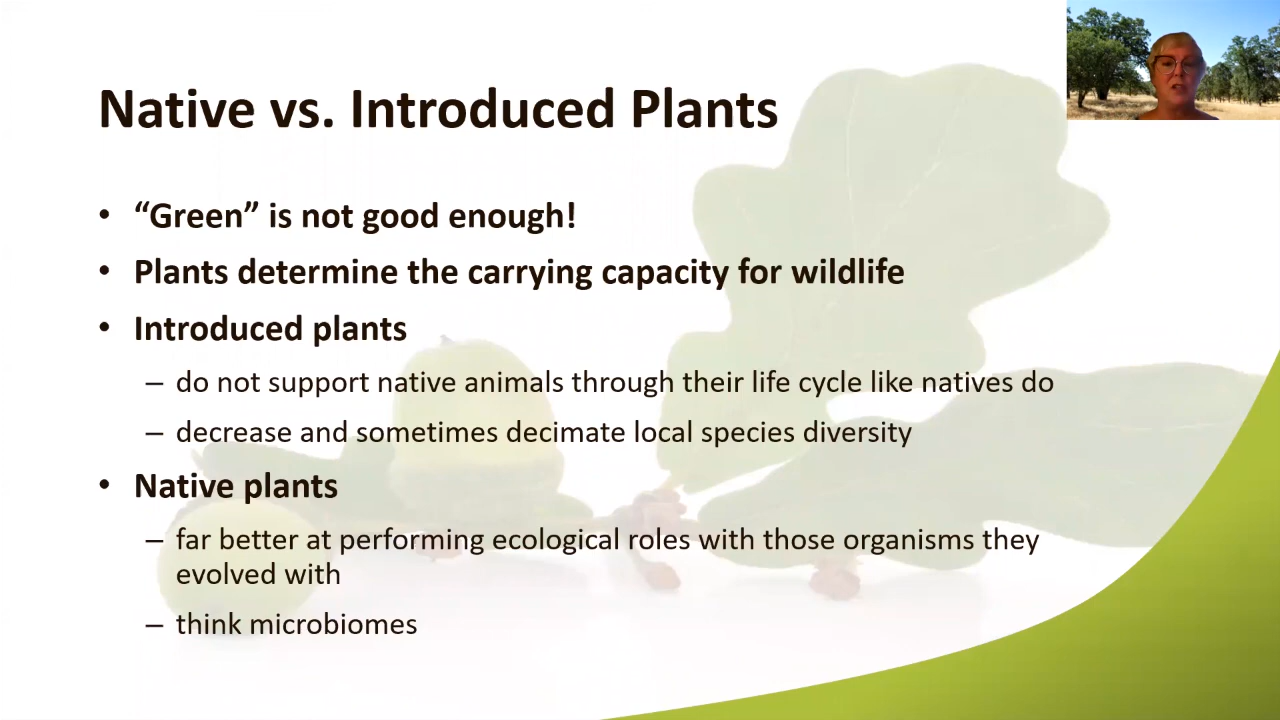 Native vs. Introduced Plants
• “Green” is not good enough!
• Plants determine the carrying capacity for wildlife
• Introduced plants
– do not support native animals through their life cycle like natives do
– decrease and sometimes decimate local species diversity
• Native plants
– far better at performing ecological roles with those organisms they
evolved with
– think microbiomes